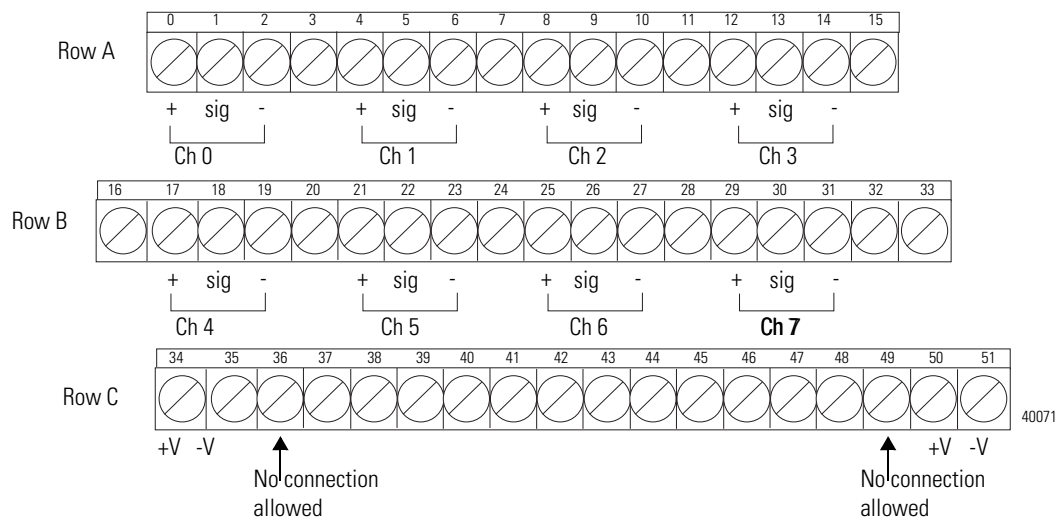 0 1 2 3 4 5 6 7 8 9 10 11 12 13 14 15
Row A
+ sig - + sig - + sig - + sig -
Ch 0 Ch 1 Ch 2 Ch 3
16 17 18 19 20 21 22 23 24 25 26 27 28 29 30 31 32 33
Row B
+ sig - + sig - + sig - + sig -
Ch 4 Ch 5 Ch 6 Ch 7
34 35 36 37 38 39 40 41 42 43 44 45 46 47 48 49 50 51
Row C
40071
+V -V +V -V
No connection No connection
allowed allowed